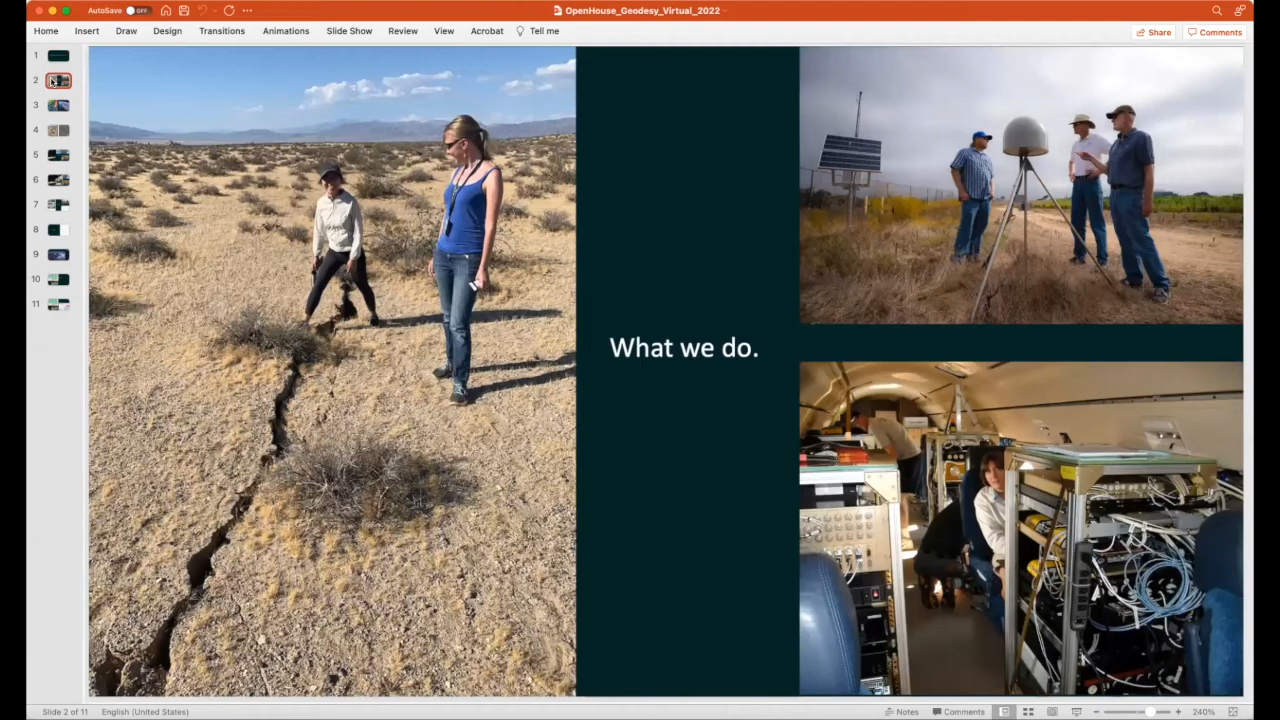 AutoSave OFF
OpenHouse_Geodesy_Virtual_2022
Home Insert Draw Design Transitions Animations Slide Show Review View Acrobat Tell me Share Comments
1
2
3
4
5
6
7
8
9
10
11
What we do.
Slide 2 of 11 English (United States) Notes Comments 240%